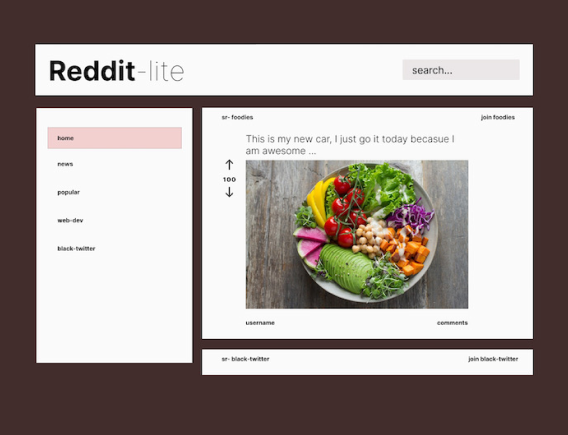 Reddit-lite
search...
home
news
popular
web-dev
black-twitter
sr- foodies
join foodies
This is my new car, I just go it today becasue I
am awesome ...
100
username
comments
sr- black-twitter
join black-twitter